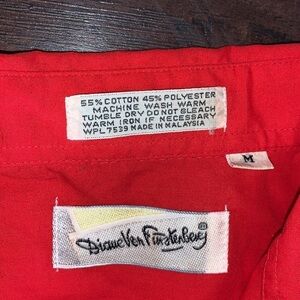 55% COTTON 45% POLYESTER
MACHINE WASH WARM
TUMBLE DRY DO NOT BLEACH
WARM IRON IF NECESSARY
WPL 7539 MADE IN MALAYSIA
M
Diane Von Furstenberg ®